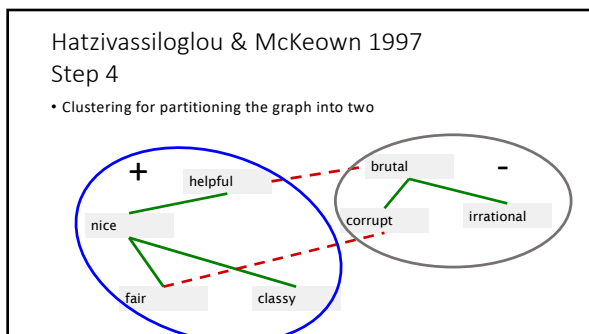 Hatzivassiloglou & McKeown 1997
Step 4
• Clustering for partitioning the graph into two
+
-
helpful
brutal
nice
corrupt
irrational
fair
classy